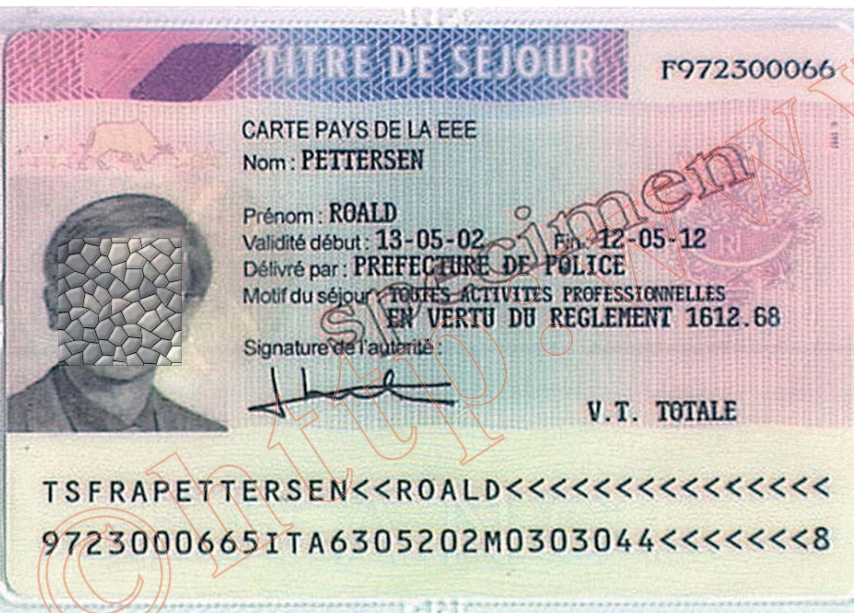 TITRE DE SÉJOUR
F972300066
CARTE PAYS DE LA EEE
Nom : PETTERSEN
Prénom : ROALD
Validité début : 13-05-02 Fin : 12-05-12
Délivré par : PREFECTURE DE POLICE
Motif du séjour : TOUTES ACTIVITES PROFESSIONNELLES
EN VERTU DU REGLEMENT 1612.68
Signature de l'autorité :
V.T. TOTALE
specimen
© http:
TSFRAPETTERSEN<<ROALD<<<<<<<<<<<<<<<
9723000665ITA6305202M0303044<<<<<<<8